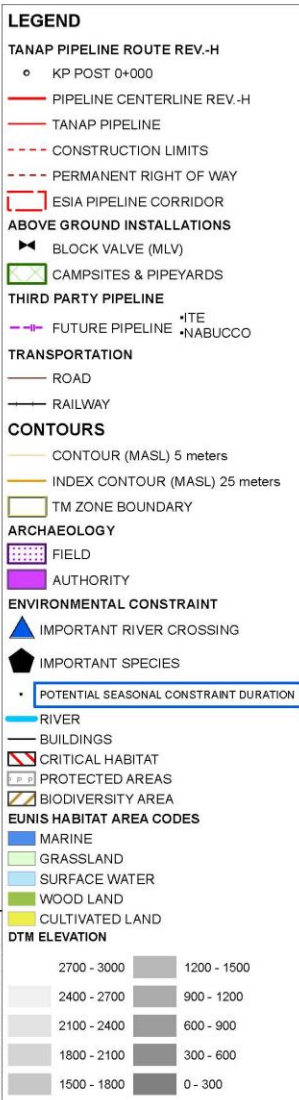 LEGEND
TANAP PIPELINE ROUTE REV.-H
KP POST 0+000
PIPELINE CENTERLINE REV.-H
TANAP PIPELINE
CONSTRUCTION LIMITS
PERMANENT RIGHT OF WAY
ESIA PIPELINE CORRIDOR
ABOVE GROUND INSTALLATIONS
BLOCK VALVE (MLV)
CAMPSITES & PIPEYARDS
THIRD PARTY PIPELINE
FUTURE PIPELINE •ITE
•NABUCCO
TRANSPORTATION
ROAD
RAILWAY
CONTOURS
CONTOUR (MASL) 5 meters
INDEX CONTOUR (MASL) 25 meters
TM ZONE BOUNDARY
ARCHAEOLOGY
FIELD
AUTHORITY
ENVIRONMENTAL CONSTRAINT
IMPORTANT RIVER CROSSING
IMPORTANT SPECIES
• POTENTIAL SEASONAL CONSTRAINT DURATION
RIVER
BUILDINGS
CRITICAL HABITAT
PROTECTED AREAS
BIODIVERSITY AREA
EUNIS HABITAT AREA CODES
MARINE
GRASSLAND
SURFACE WATER
WOOD LAND
CULTIVATED LAND
DTM ELEVATION
2700 - 3000 1200 - 1500
2400 - 2700 900 - 1200
2100 - 2400 600 - 900
1800 - 2100 300 - 600
1500 - 1800 0 - 300